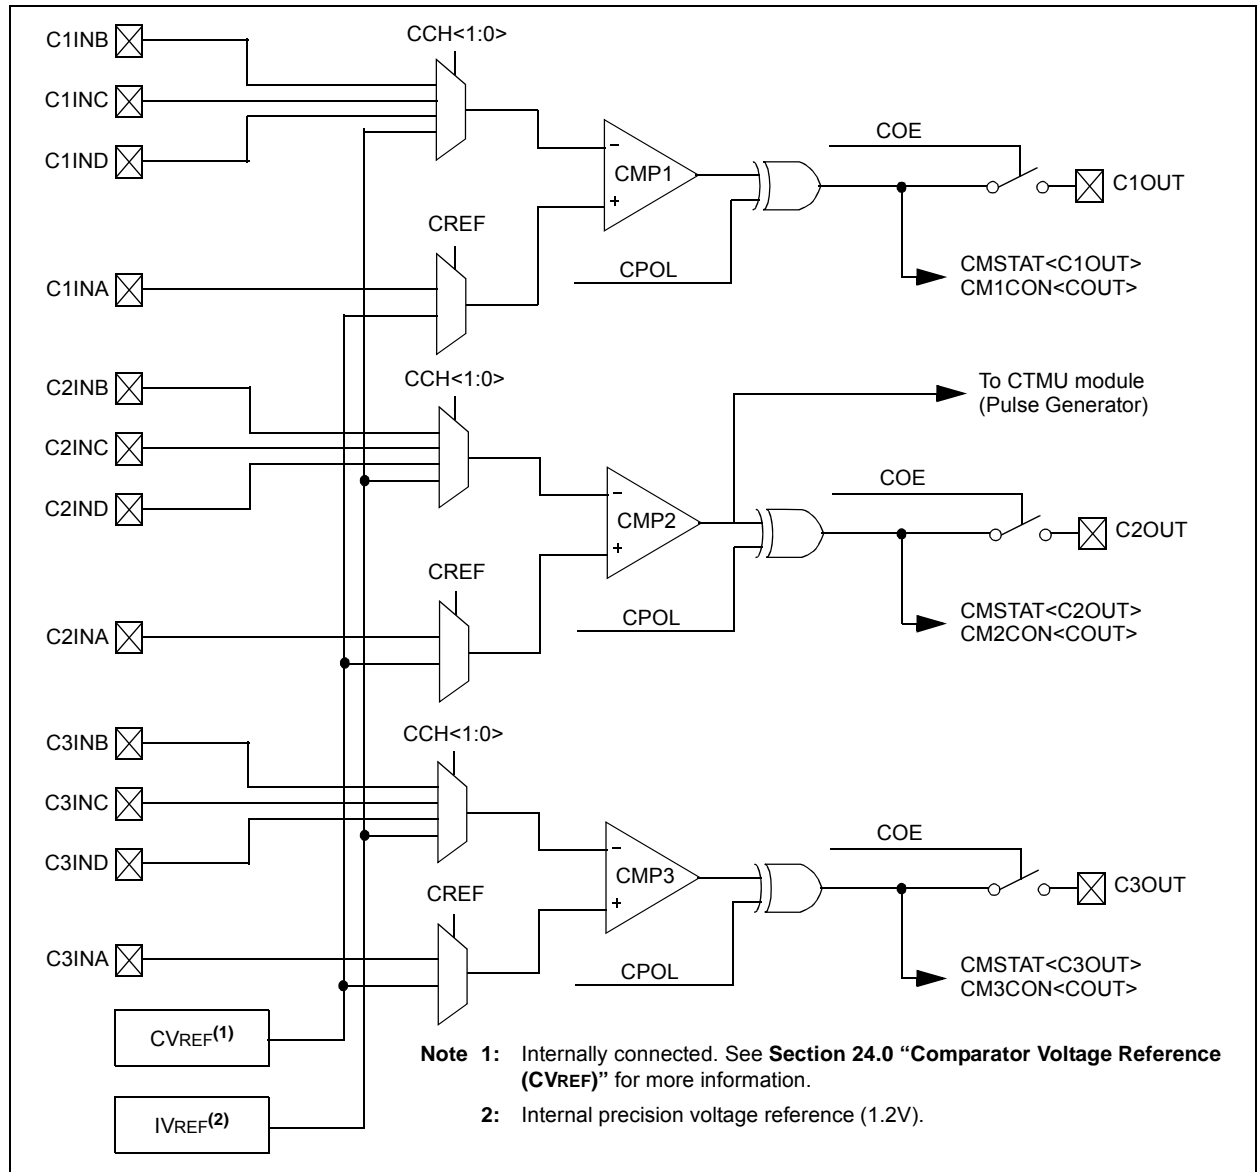 CCH<1:0>
C1INB
C1INC
C1IND
COE
CMP1
C1OUT
CREF
CPOL
CMSTAT<C1OUT>
CM1CON<COUT>
C1INA
C2INB
CCH<1:0>
To CTMU module
(Pulse Generator)
C2INC
C2IND
COE
CMP2
C2OUT
CREF
CPOL
CMSTAT<C2OUT>
CM2CON<COUT>
C2INA
C3INB
CCH<1:0>
C3INC
C3IND
COE
CMP3
C3OUT
CREF
CPOL
CMSTAT<C3OUT>
CM3CON<COUT>
C3INA
CVREF(1)
IVREF(2)
− + − + − +
Note 1: Internally connected. See Section 24.0 “Comparator Voltage Reference
(CVREF)” for more information.
2: Internal precision voltage reference (1.2V).